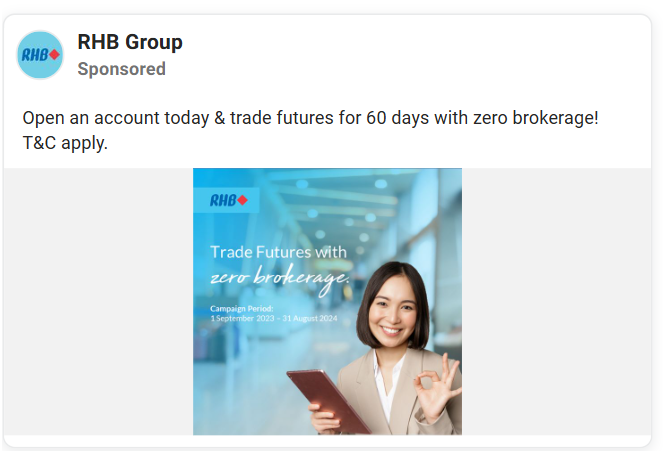 RHB
RHB Group
Sponsored
Open an account today & trade futures for 60 days with zero brokerage!
T&C apply.
RHB
Trade Futures with
zero brokerage.
Campaign Period:
1 September 2023 – 31 August 2024